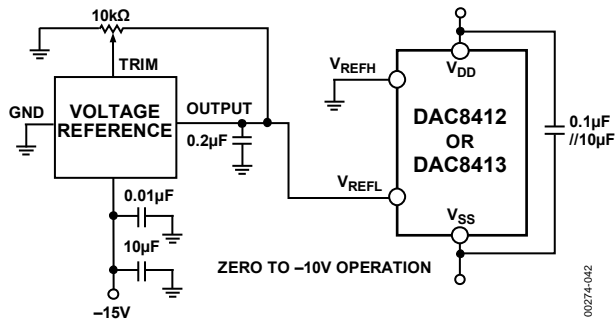 10kΩ
TRIM
GND
VOLTAGE
REFERENCE
OUTPUT
0.2µF
0.01µF
10µF
–15V
VREFH
VDD
DAC8412
OR
DAC8413
VREFL
VSS
0.1µF
//10µF
ZERO TO –10V OPERATION
00274-042